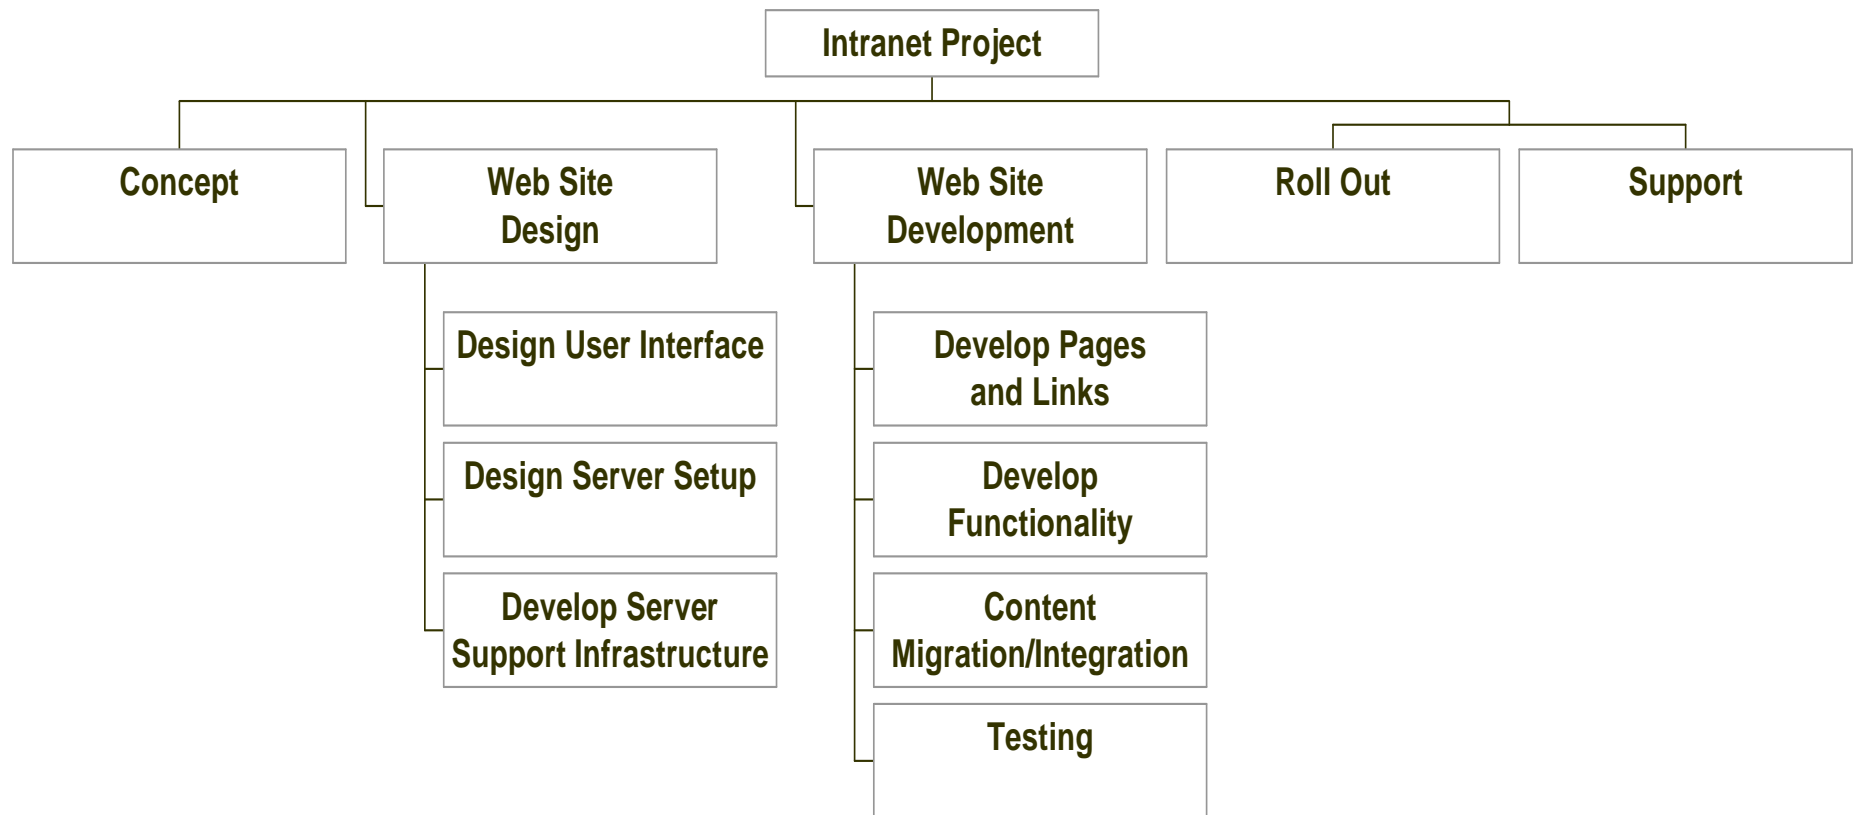 Intranet Project
Concept
Web Site
Design
Web Site
Development
Roll Out
Support
Design User Interface
Develop Pages
and Links
Design Server Setup
Develop
Functionality
Develop Server
Support Infrastructure
Content
Migration/Integration
Testing